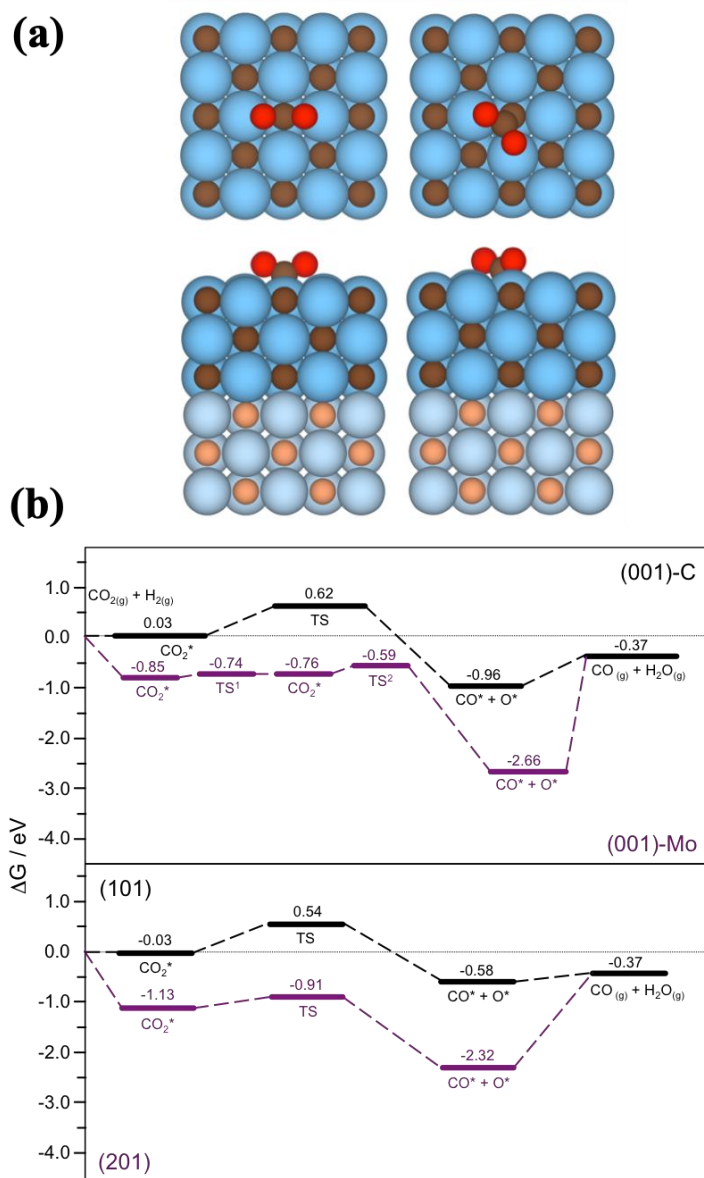 (a)
(b)
1.0
0.0
-1.0
-2.0
-3.0
-4.0
ΔG / eV
(001)-C
CO₂₍g₎ + H₂₍g₎
0.03
CO₂*
0.62
TS
-0.96
CO* + O*
-0.37
CO (g) + H₂O(g)
-0.85
CO₂*
-0.74
TS¹
-0.76
CO₂*
-0.59
TS²
-2.66
CO* + O*
(001)-Mo
(101)
1.0
0.0
-1.0
-2.0
-3.0
-4.0
-0.03
CO₂*
0.54
TS
-0.58
CO* + O*
-0.37
CO (g) + H₂O(g)
-1.13
CO₂*
-0.91
TS
-2.32
CO* + O*
(201)